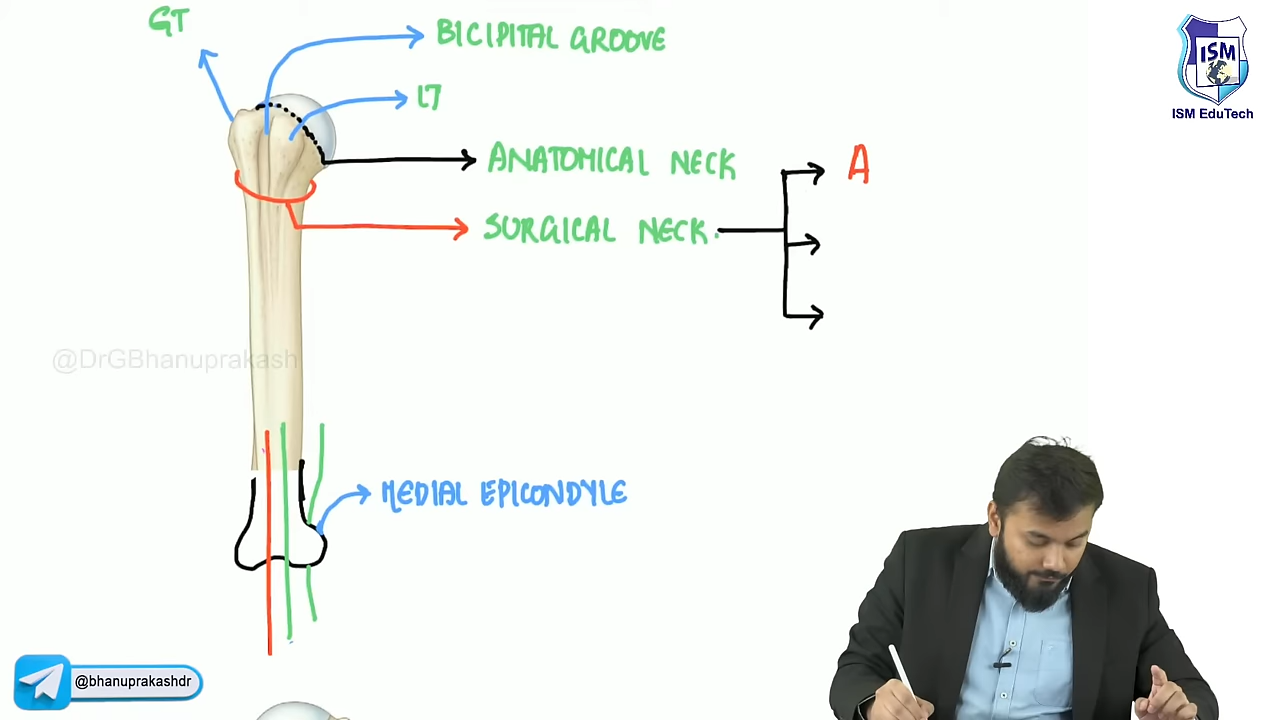 GT
BICIPITAL GROOVE
LT
ANATOMICAL NECK
A
SURGICAL NECK
MEDIAL EPICONDYLE
@DrGBhanuprakash
@bhanuprakashdr
ISM
ISM EduTech